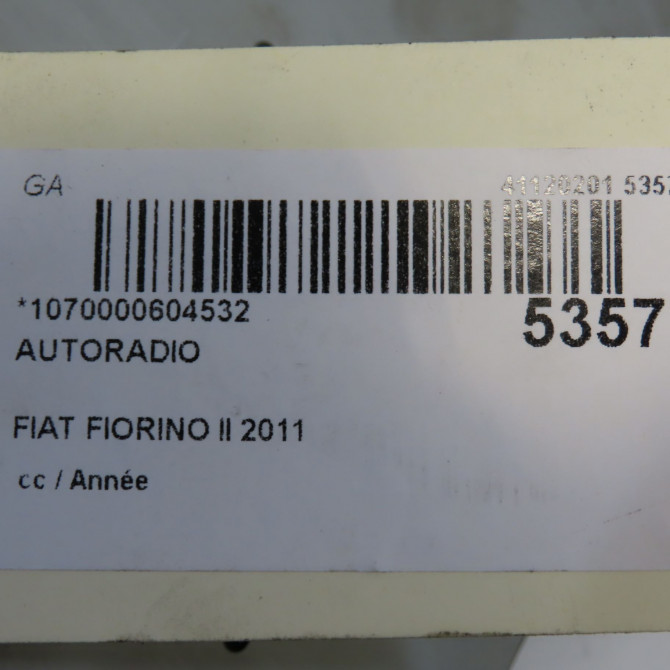 GA 41120201 5357
*1070000604532
5357
AUTORADIO
FIAT FIORINO II 2011
cc / Année